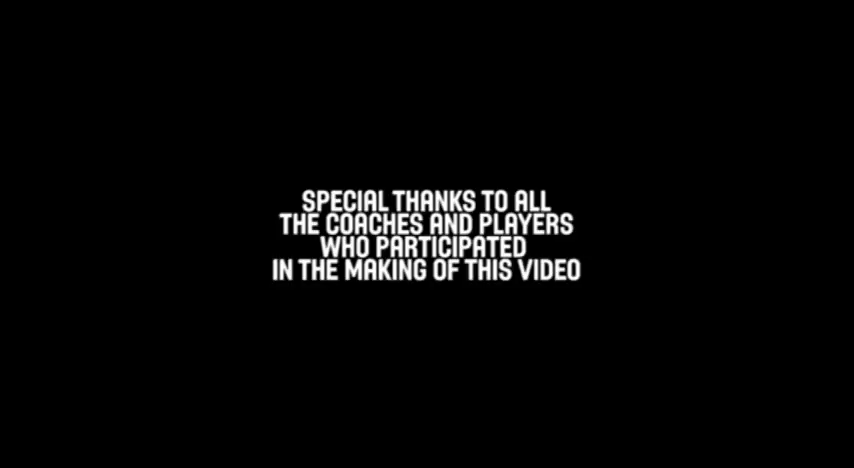 SPECIAL THANKS TO ALL
THE COACHES AND PLAYERS
WHO PARTICIPATED
IN THE MAKING OF THIS VIDEO